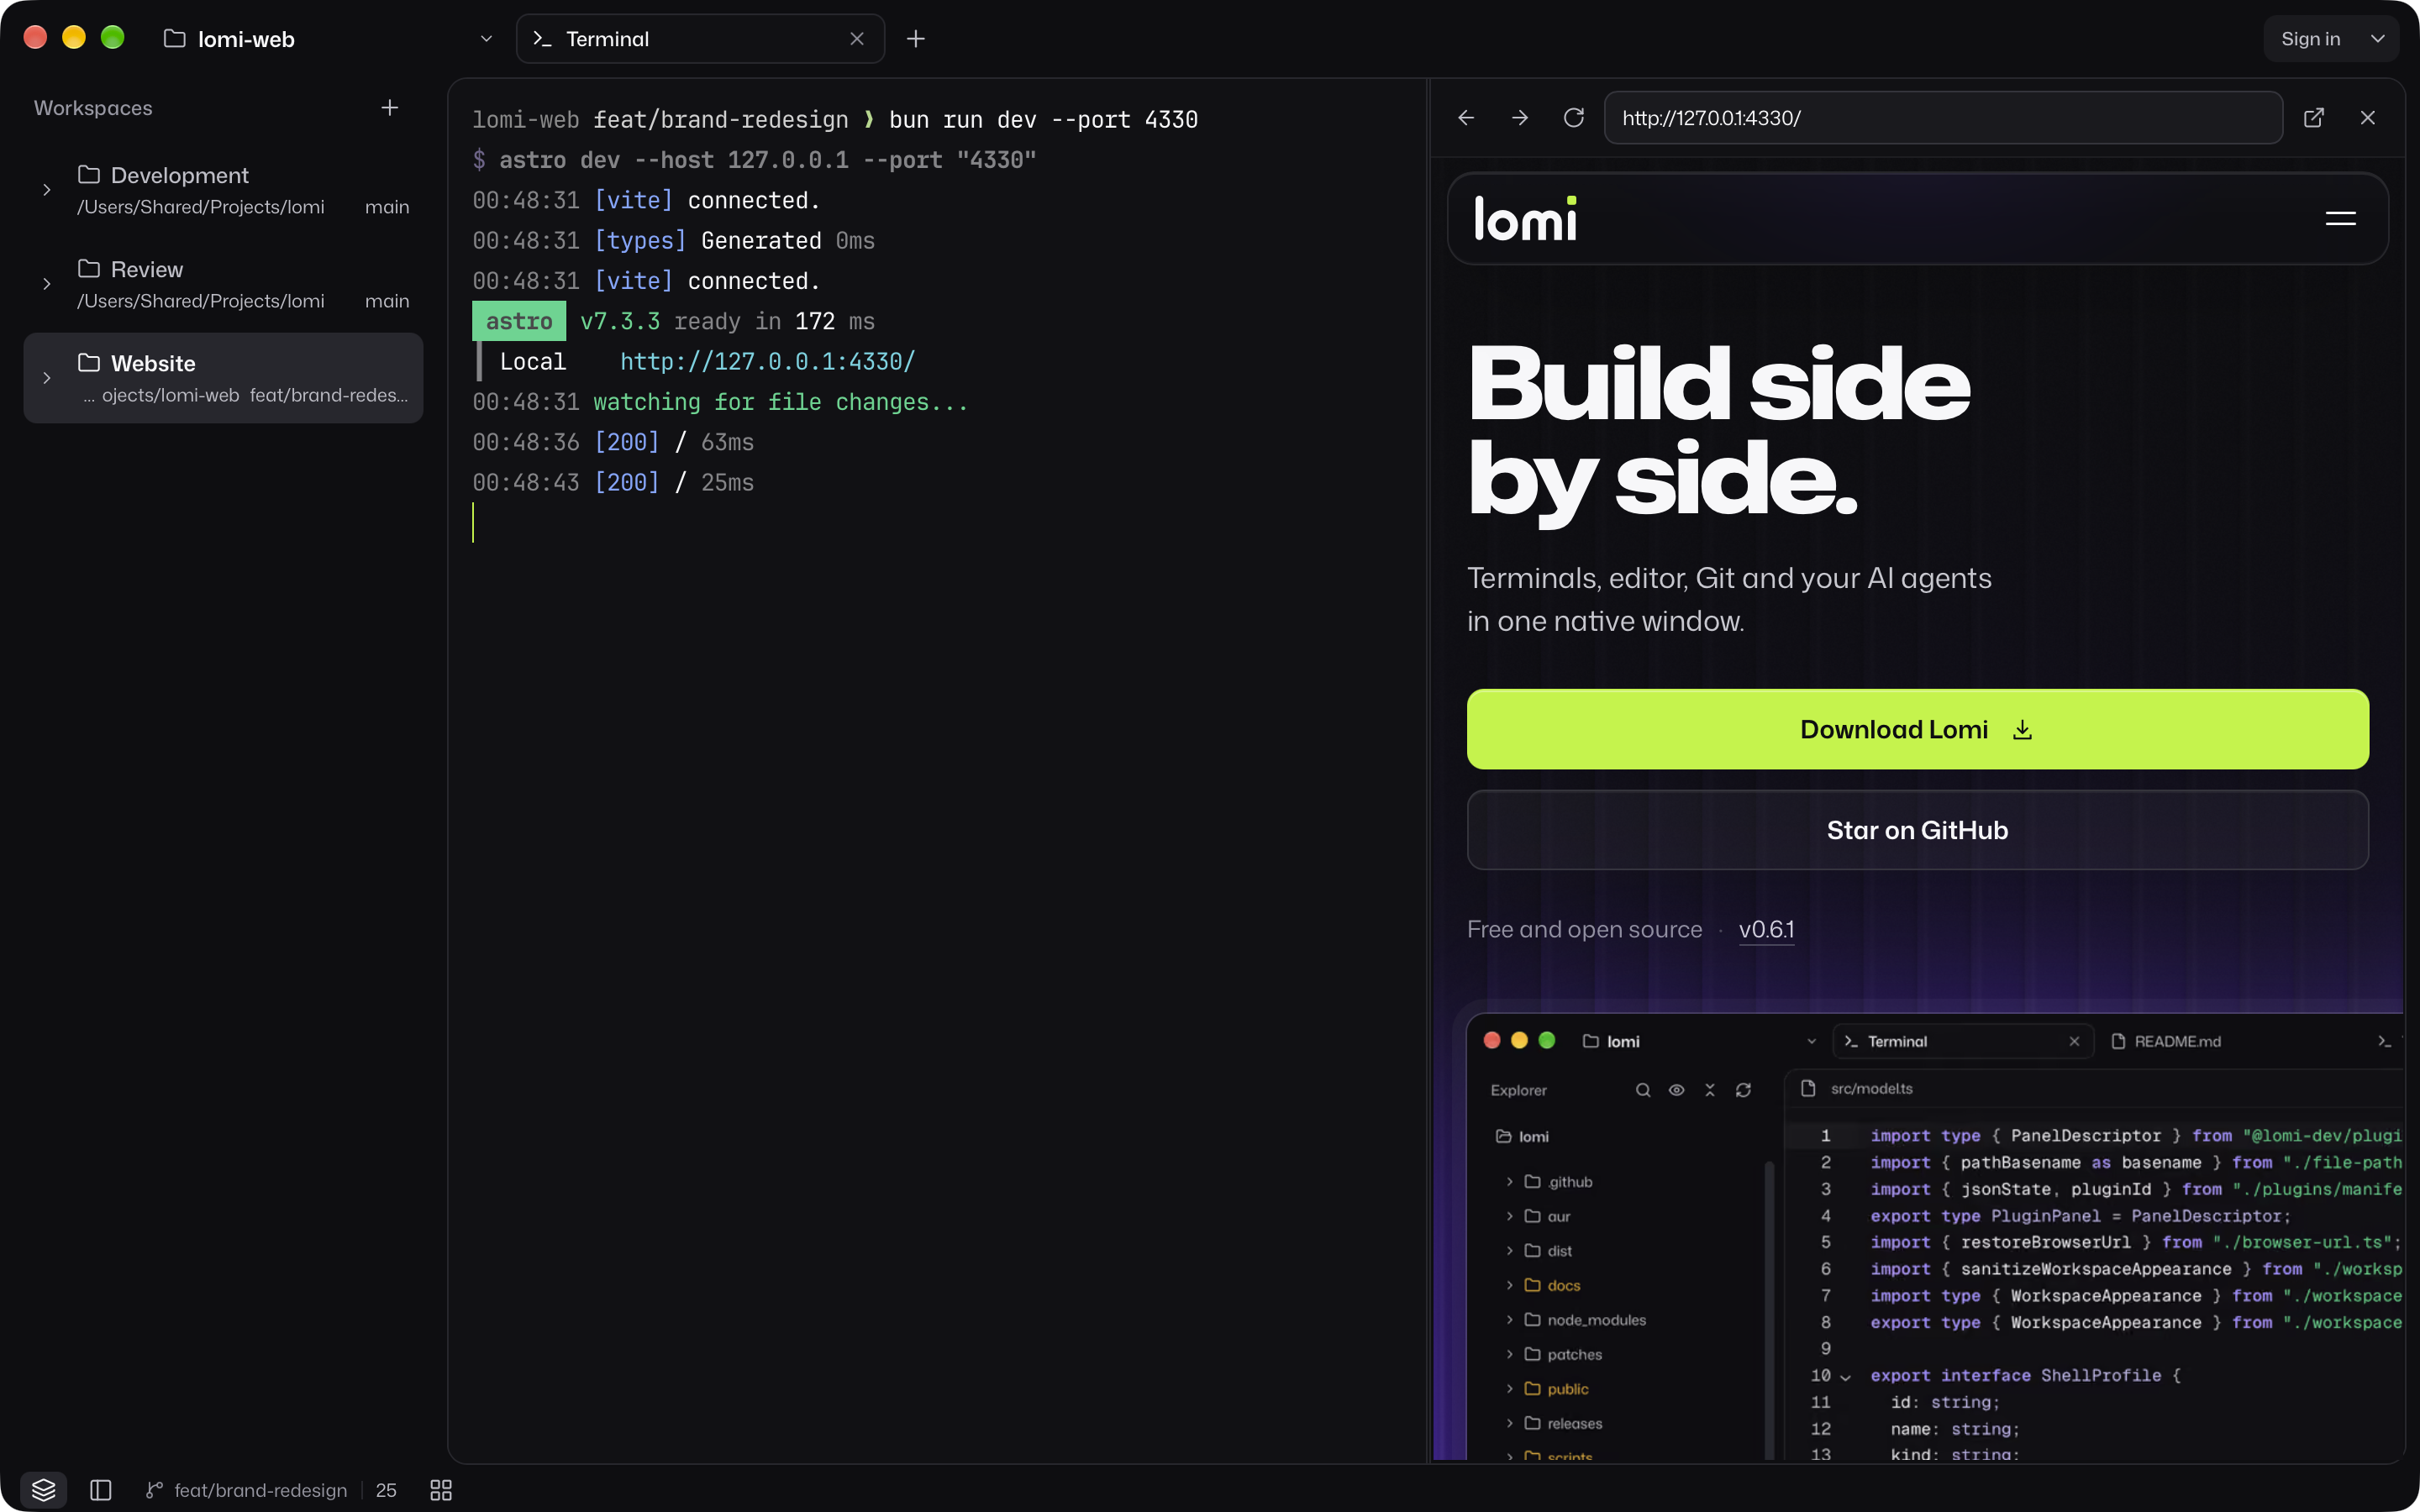 lomi-web
Terminal
Sign in
Workspaces
Development
/Users/Shared/Projects/lomi main
Review
/Users/Shared/Projects/lomi main
Website
... ojects/lomi-web feat/brand-redes...
lomi-web feat/brand-redesign ❯ bun run dev --port 4330
$ astro dev --host 127.0.0.1 --port "4330"
00:48:31 [vite] connected.
00:48:31 [types] Generated 0ms
00:48:31 [vite] connected.
astro v7.3.3 ready in 172 ms
Local http://127.0.0.1:4330/
00:48:31 watching for file changes...
00:48:36 [200] / 63ms
00:48:43 [200] / 25ms
http://127.0.0.1:4330/
lomi
Build side
by side.
Terminals, editor, Git and your AI agents
in one native window.
Download Lomi
Star on GitHub
Free and open source · v0.6.1
lomi
Terminal
README.md
Explorer
lomi
.github
aur
dist
docs
node_modules
patches
public
releases
scripts
src/model.ts
1 import type { PanelDescriptor } from "@lomi-dev/plugi
2 import { pathBasename as basename } from "./file-path
3 import { jsonState, pluginId } from "./plugins/manife
4 export type PluginPanel = PanelDescriptor;
5 import { restoreBrowserUrl } from "./browser-url.ts";
6 import { sanitizeWorkspaceAppearance } from "./worksp
7 import type { WorkspaceAppearance } from "./workspace
8 export type { WorkspaceAppearance } from "./workspace
9
10 export interface ShellProfile {
11 id: string;
12 name: string;
13 kind: string;
feat/brand-redesign 25